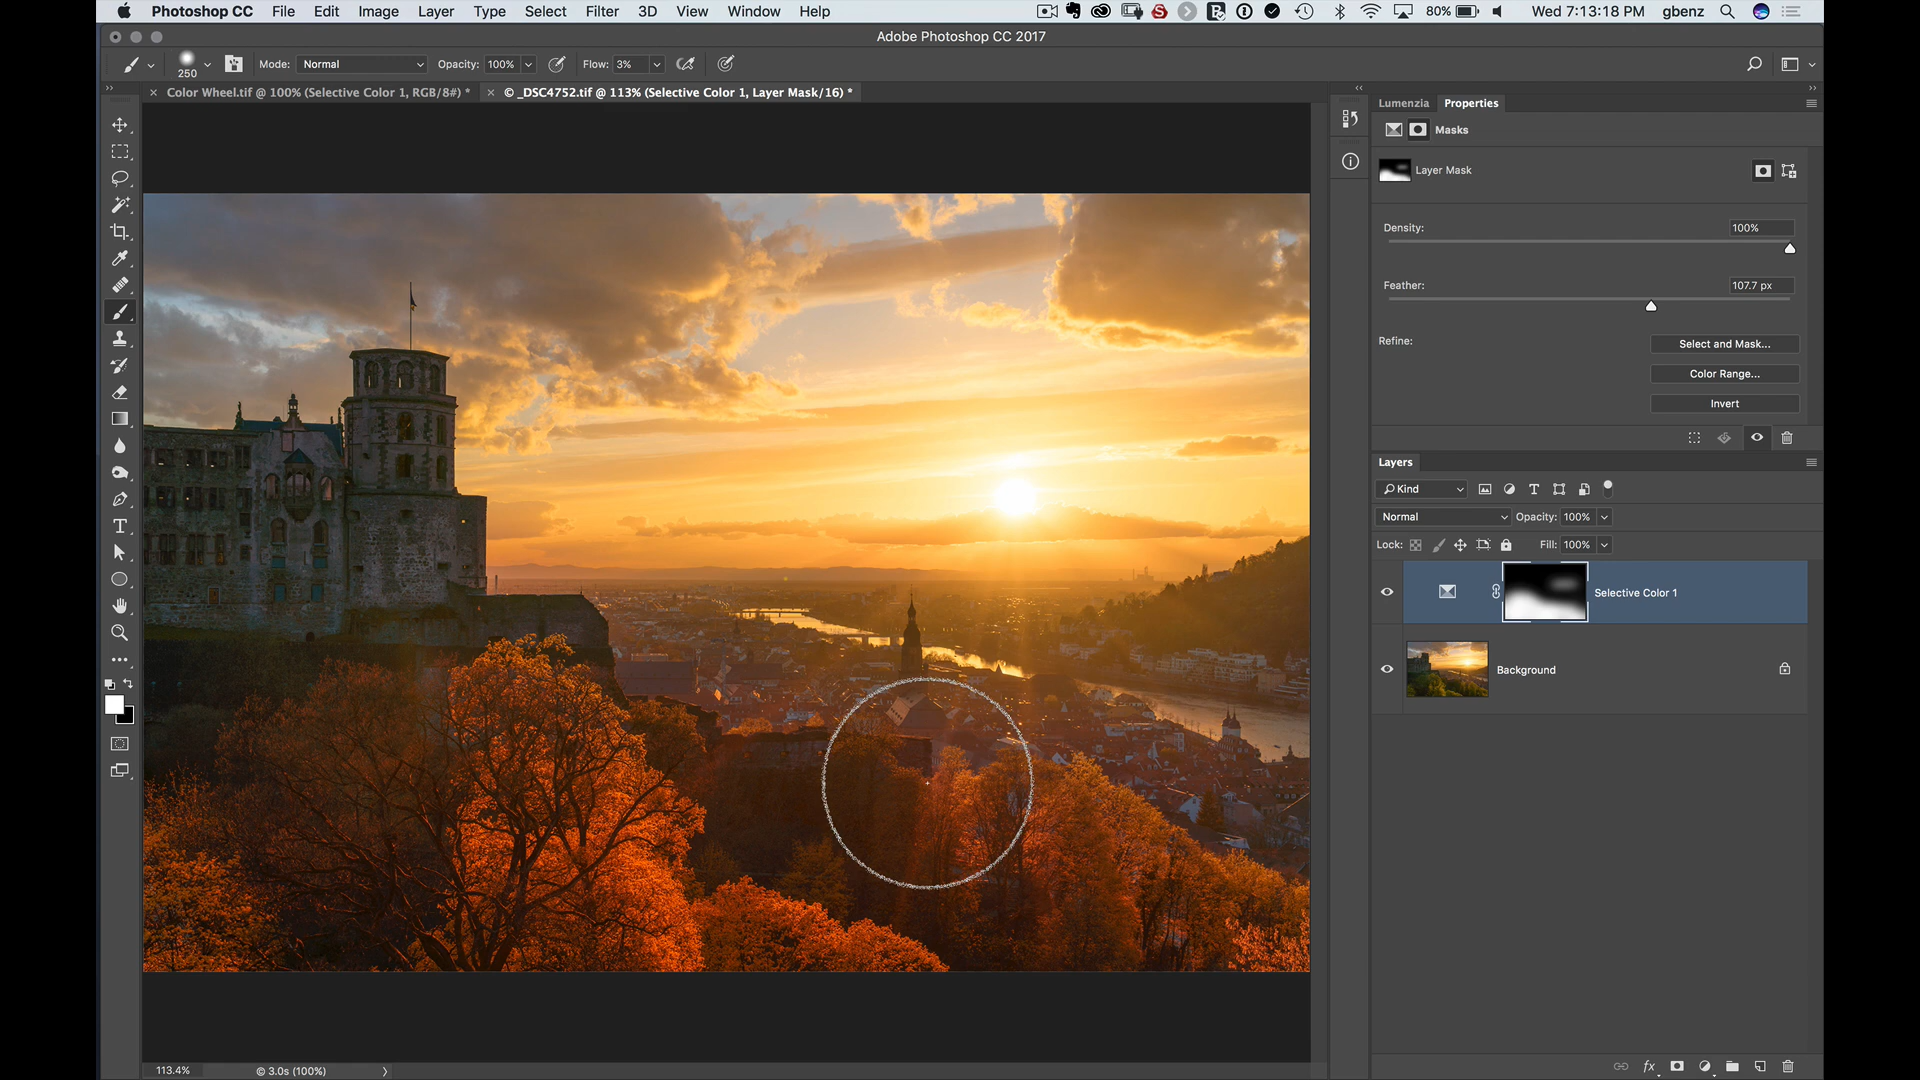 Photoshop CC File Edit Image Layer Type Select Filter 3D View Window Help 80% Wed 7:13:18 PM gbenz
Adobe Photoshop CC 2017
250 Mode: Normal Opacity: 100% Flow: 3%
Color Wheel.tif @ 100% (Selective Color 1, RGB/8#) * © _DSC4752.tif @ 113% (Selective Color 1, Layer Mask/16) *
Lumenzia Properties
Masks
Layer Mask
Density: 100%
Feather: 107.7 px
Refine: Select and Mask...
Color Range...
Invert
Layers
Kind
Normal Opacity: 100%
Lock: Fill: 100%
Selective Color 1
Background
fx
113.4% © 3.0s (100%)